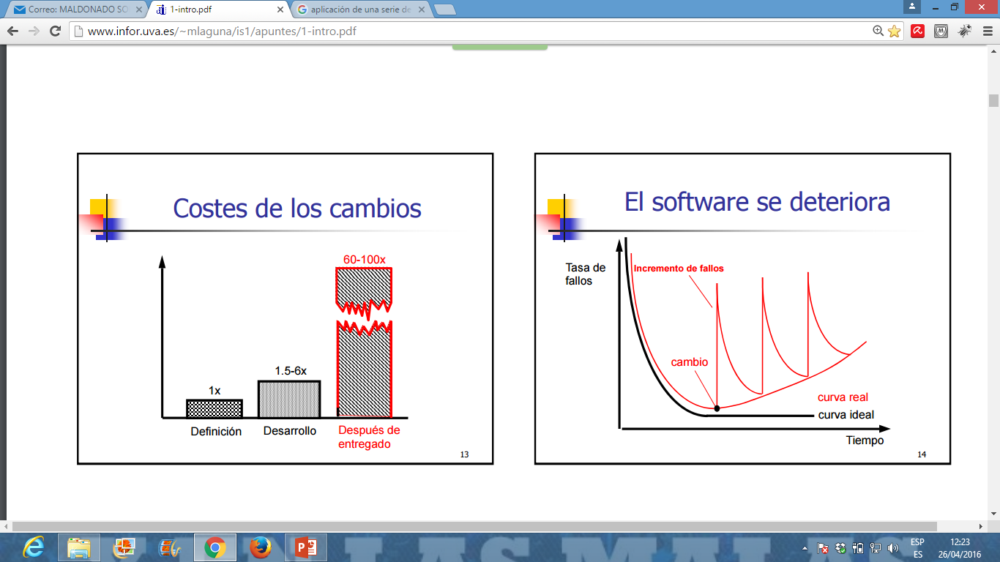 Correo: MALDONADO SO
1-intro.pdf
aplicación de una serie de
www.infor.uva.es/~mlaguna/is1/apuntes/1-intro.pdf
Costes de los cambios
60-100x
1.5-6x
1x
Definición
Desarrollo
Después de
entregado
13
El software se deteriora
Tasa de
fallos
Incremento de fallos
cambio
curva real
curva ideal
Tiempo
14
ESP
ES
12:23
26/04/2016